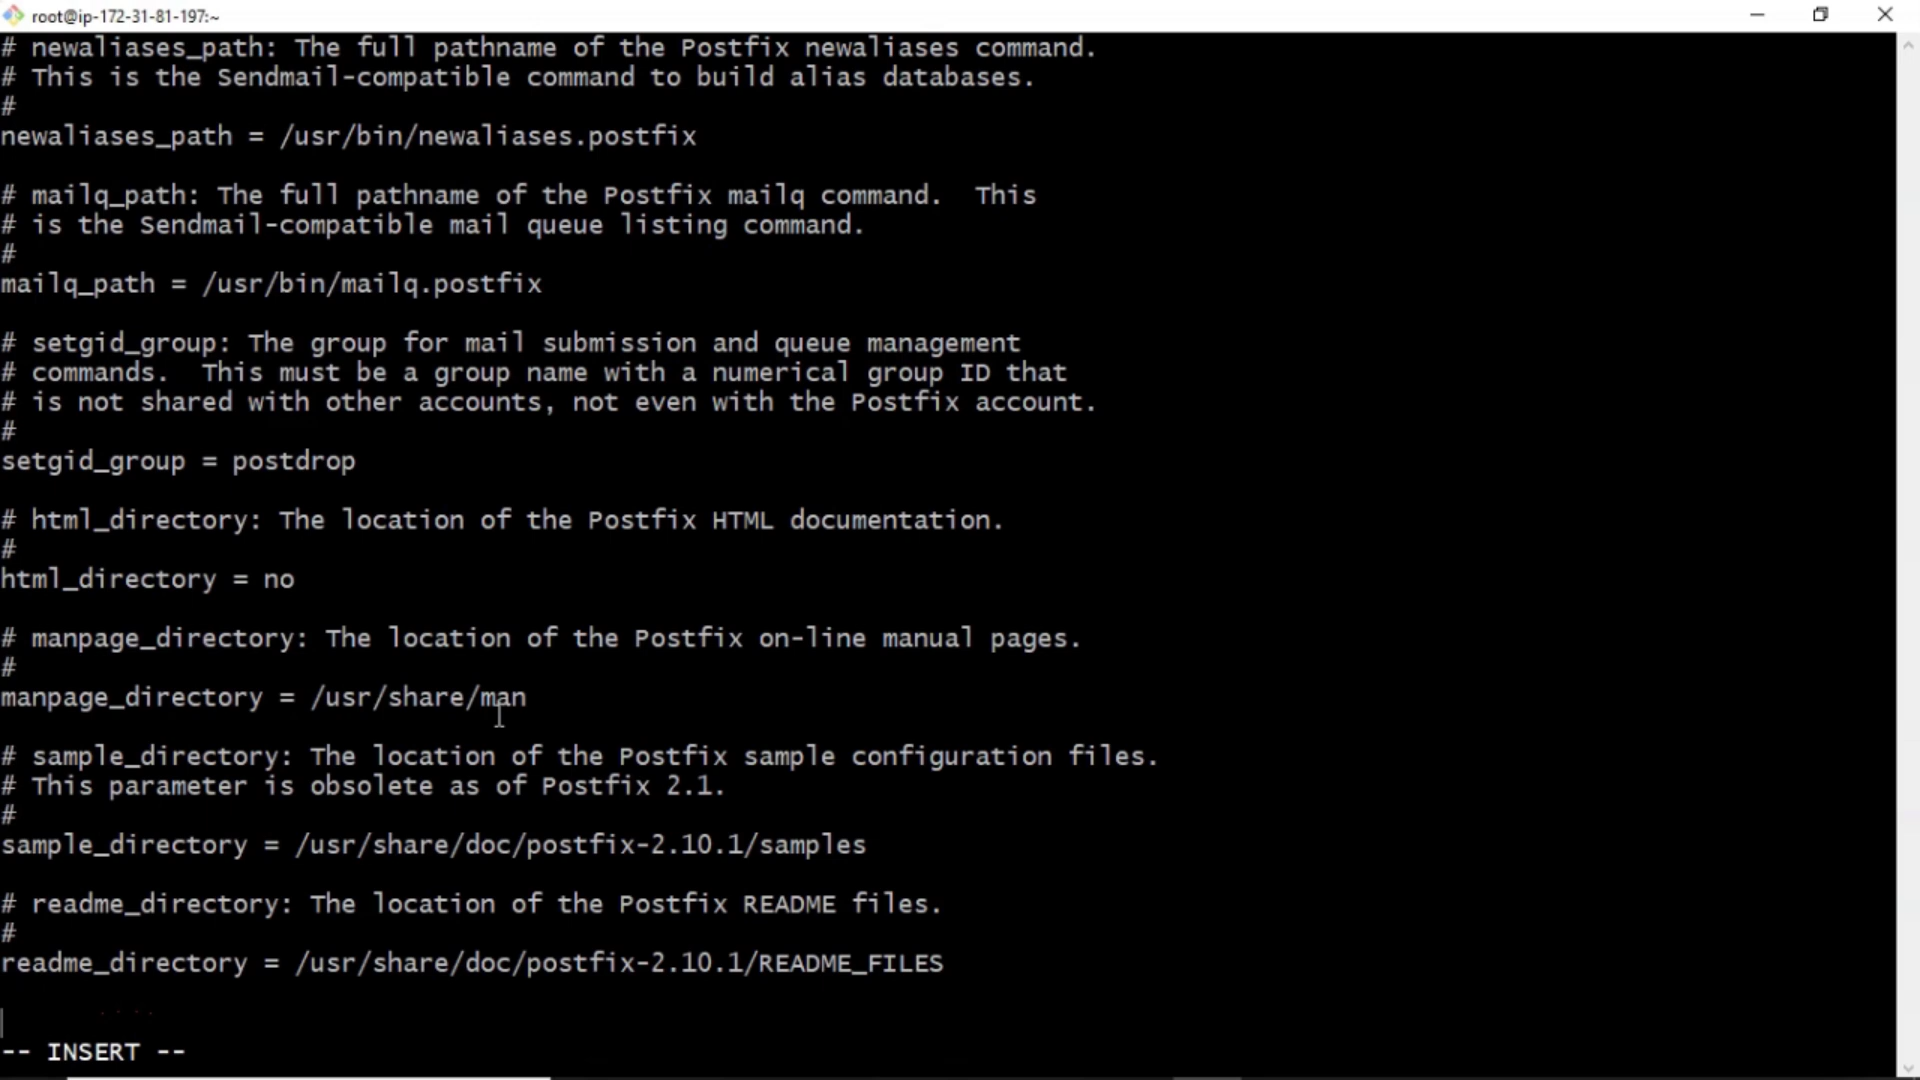 root@ip-172-31-81-197:~
# newaliases_path: The full pathname of the Postfix newaliases command.
# This is the Sendmail-compatible command to build alias databases.
#
newaliases_path = /usr/bin/newaliases.postfix
# mailq_path: The full pathname of the Postfix mailq command.  This
# is the Sendmail-compatible mail queue listing command.
#
mailq_path = /usr/bin/mailq.postfix
# setgid_group: The group for mail submission and queue management
# commands.  This must be a group name with a numerical group ID that
# is not shared with other accounts, not even with the Postfix account.
#
setgid_group = postdrop
# html_directory: The location of the Postfix HTML documentation.
#
html_directory = no
# manpage_directory: The location of the Postfix on-line manual pages.
#
manpage_directory = /usr/share/man
# sample_directory: The location of the Postfix sample configuration files.
# This parameter is obsolete as of Postfix 2.1.
#
sample_directory = /usr/share/doc/postfix-2.10.1/samples
# readme_directory: The location of the Postfix README files.
#
readme_directory = /usr/share/doc/postfix-2.10.1/README_FILES
-- INSERT --